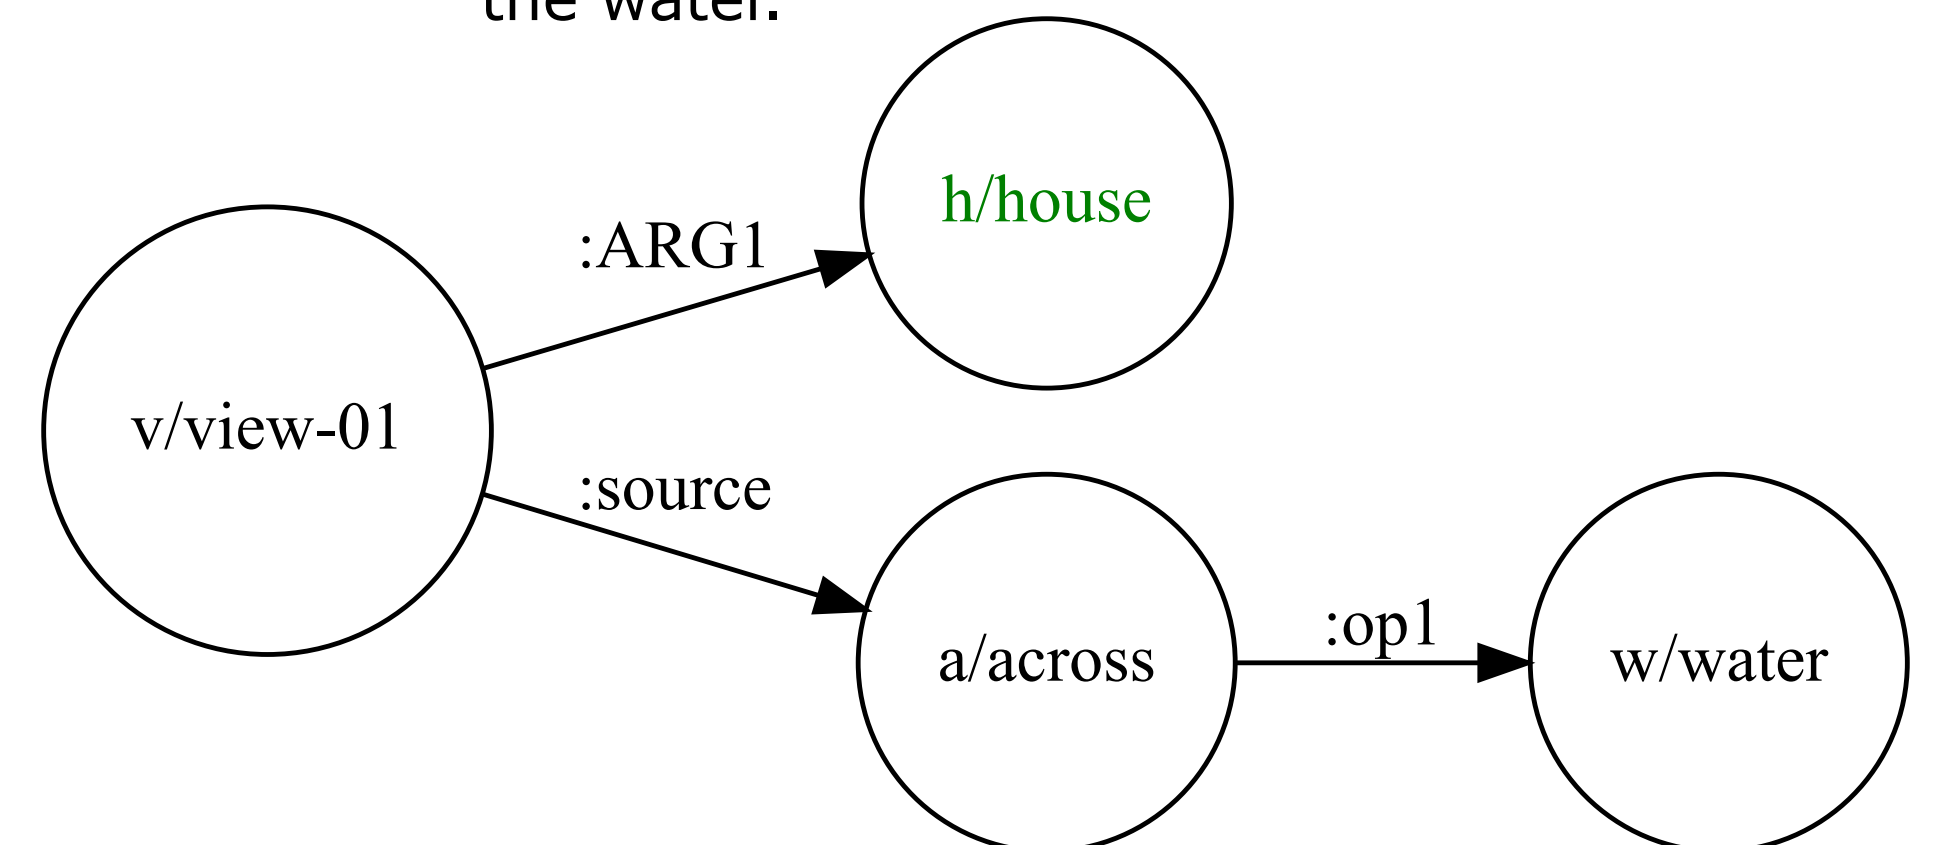 the water.
h/house
:ARG1
v/view-01
:source
:op1
a/across
w/water